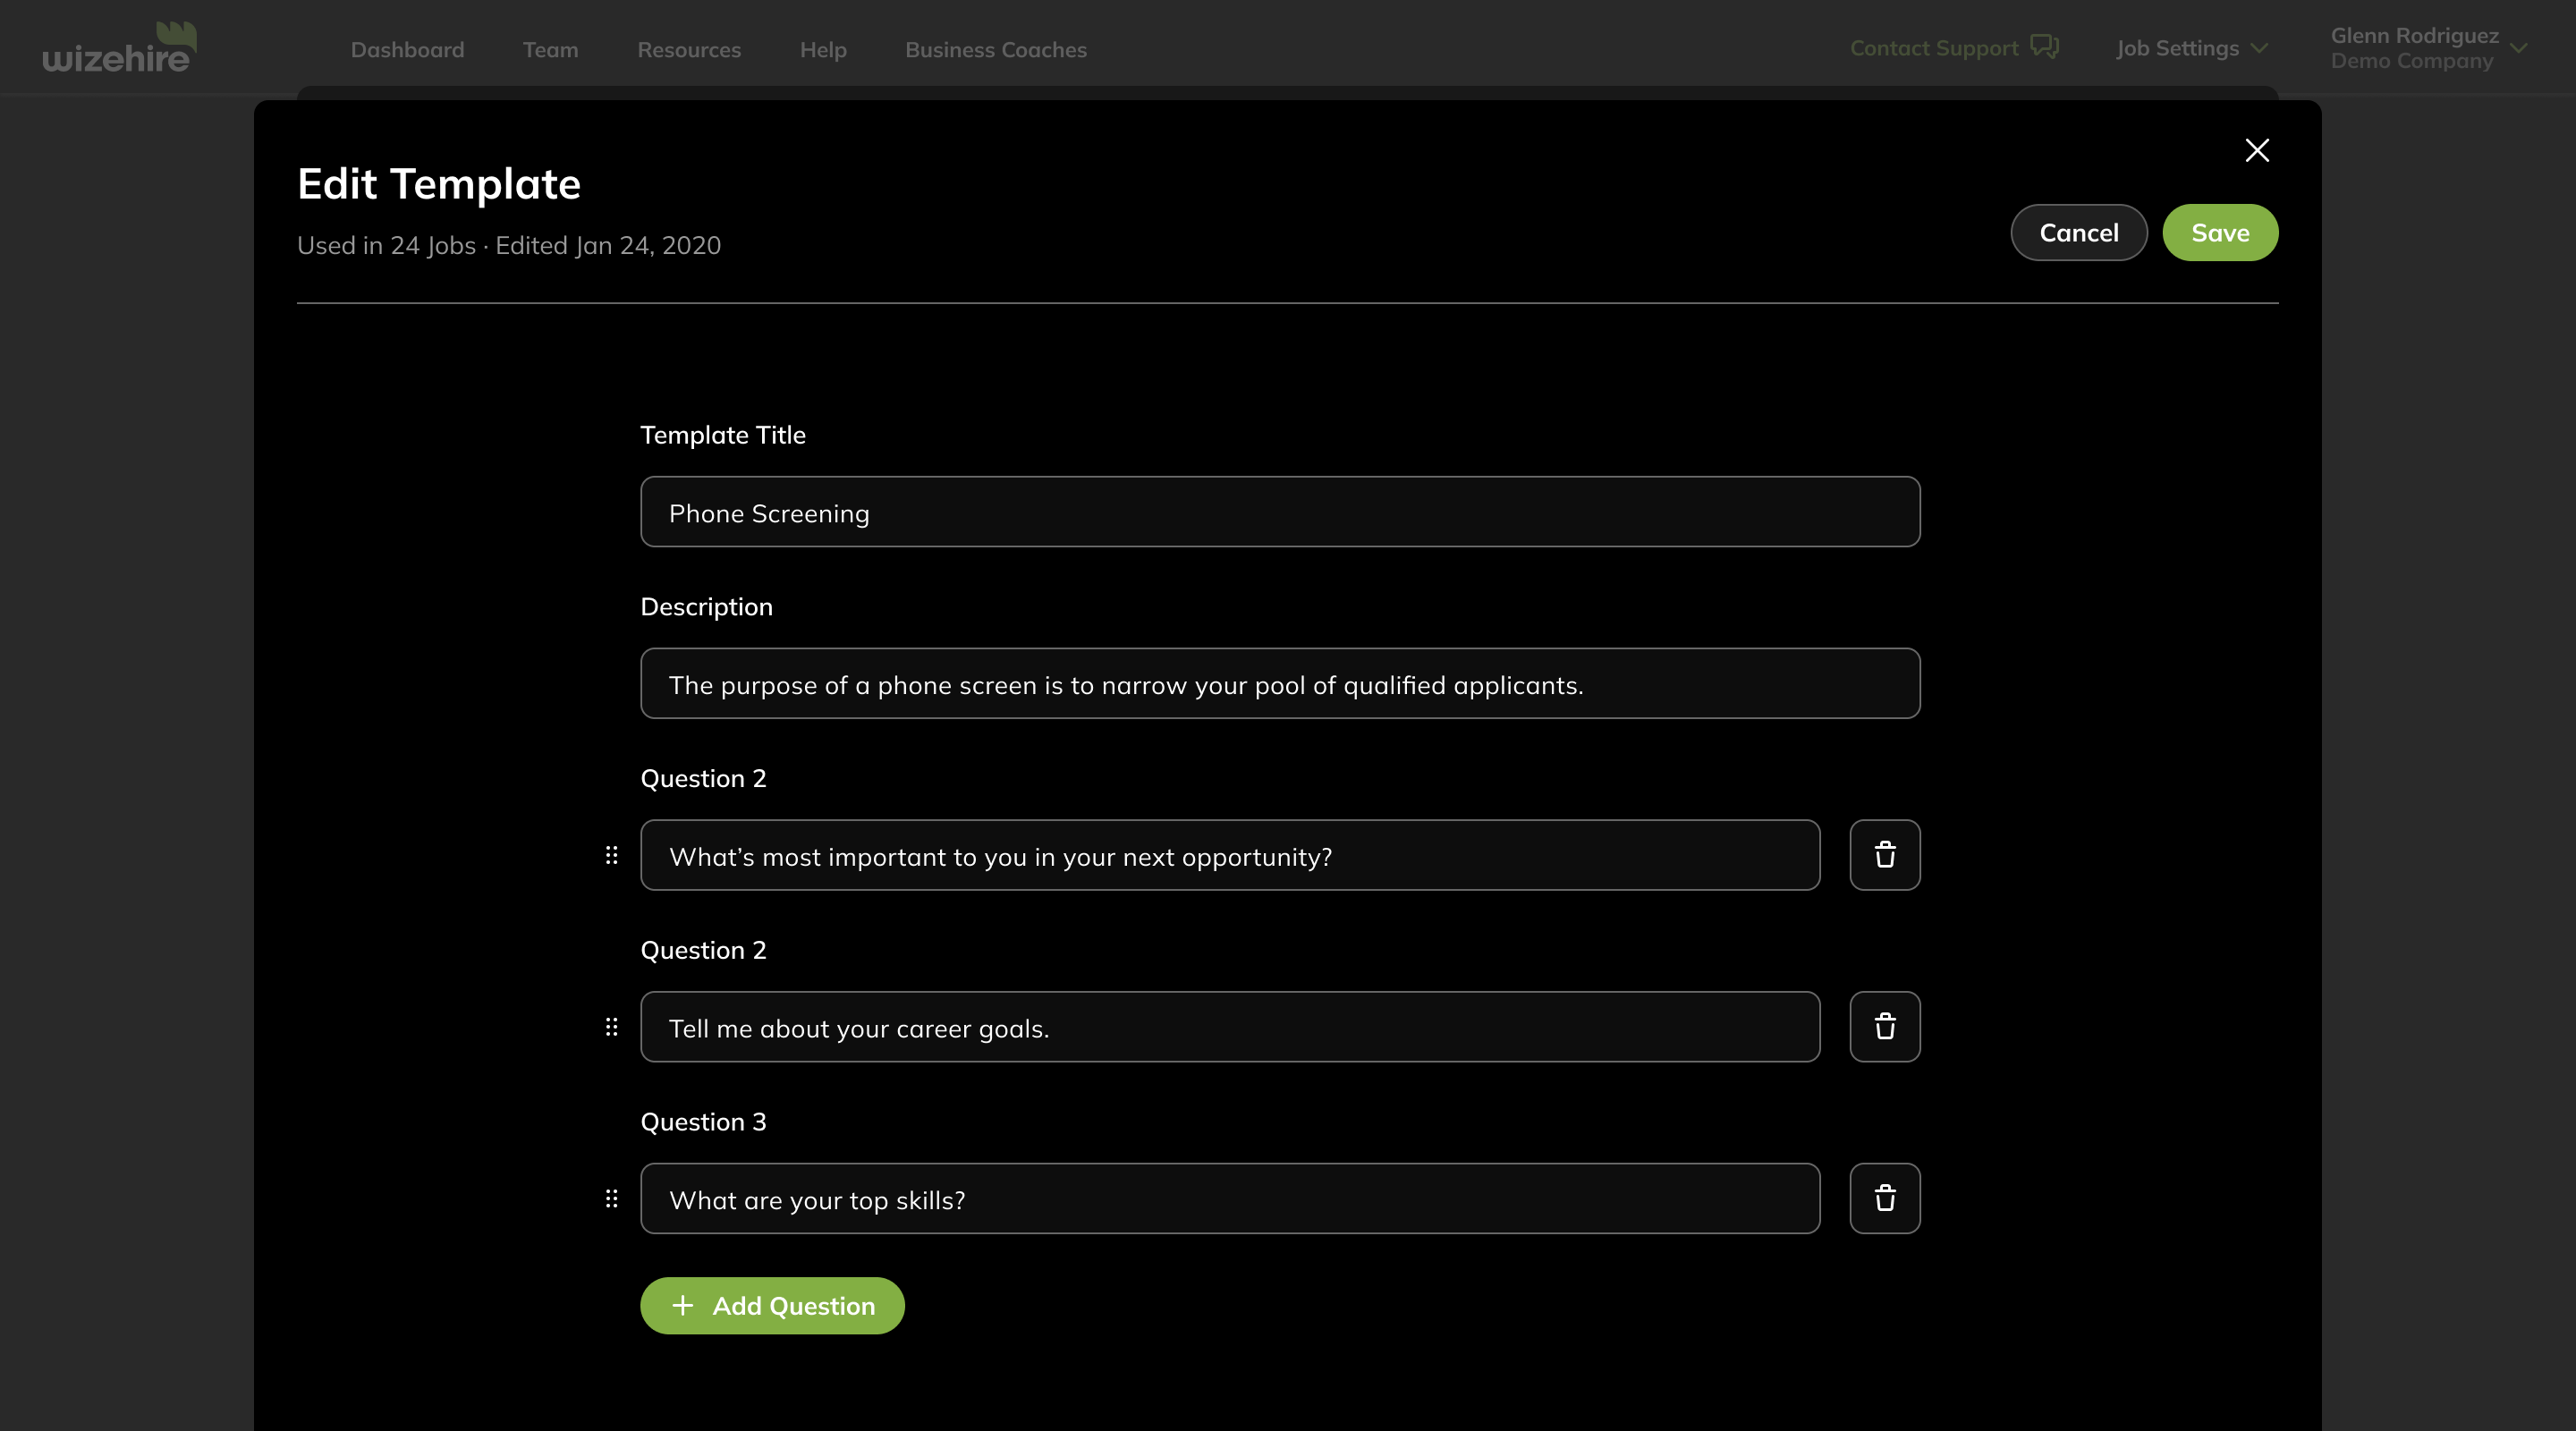 wizehire
Dashboard Team Resources Help Business Coaches Contact Support Job Settings Glenn Rodriguez
Demo Company
Edit Template
Cancel Save
Used in 24 Jobs · Edited Jan 24, 2020
Template Title
Phone Screening
Description
The purpose of a phone screen is to narrow your pool of qualified applicants.
Question 2
What’s most important to you in your next opportunity?
Question 2
Tell me about your career goals.
Question 3
What are your top skills?
Add Question